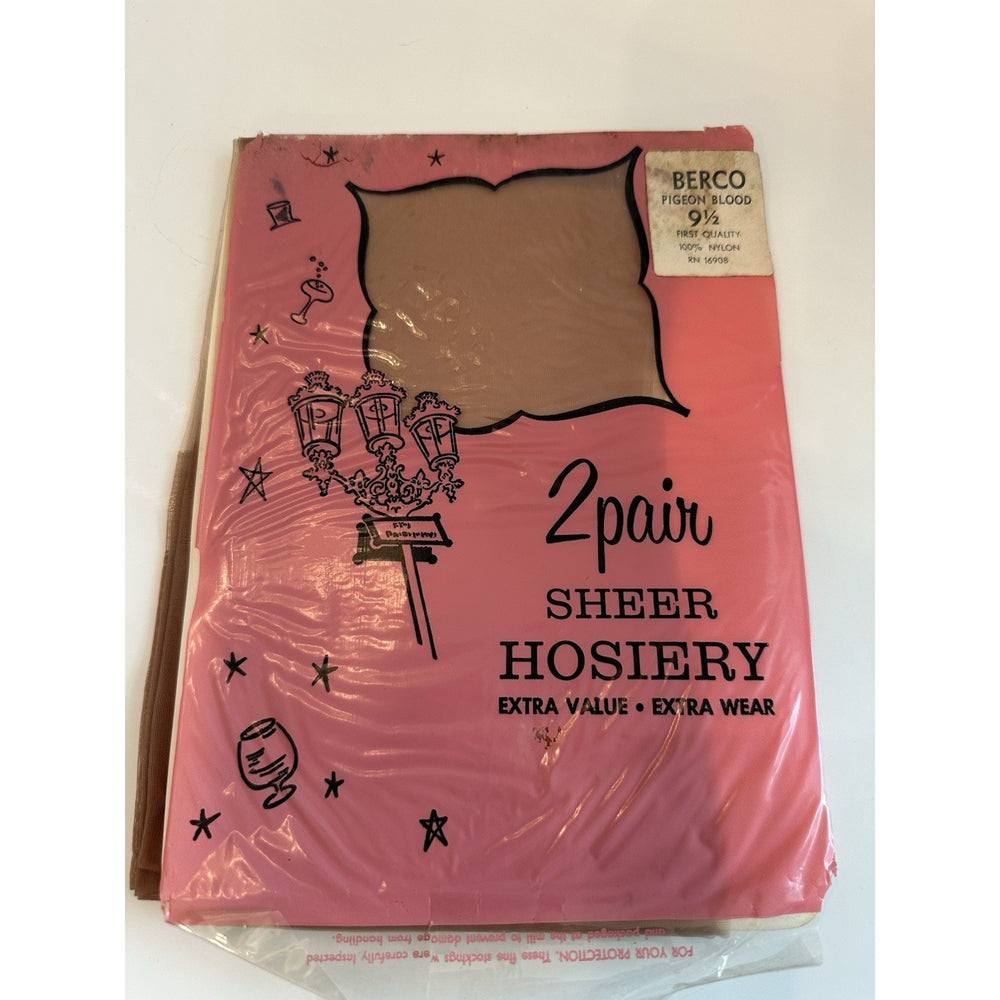 BERCO
PIGEON BLOOD
9½
FIRST QUALITY
100% NYLON
RN 16908
2pair
SHEER
HOSIERY
EXTRA VALUE • EXTRA WEAR
FOR YOUR PROTECTION. These fine stockings were carefully inspected
and packaged at the mill to prevent damage from handling.